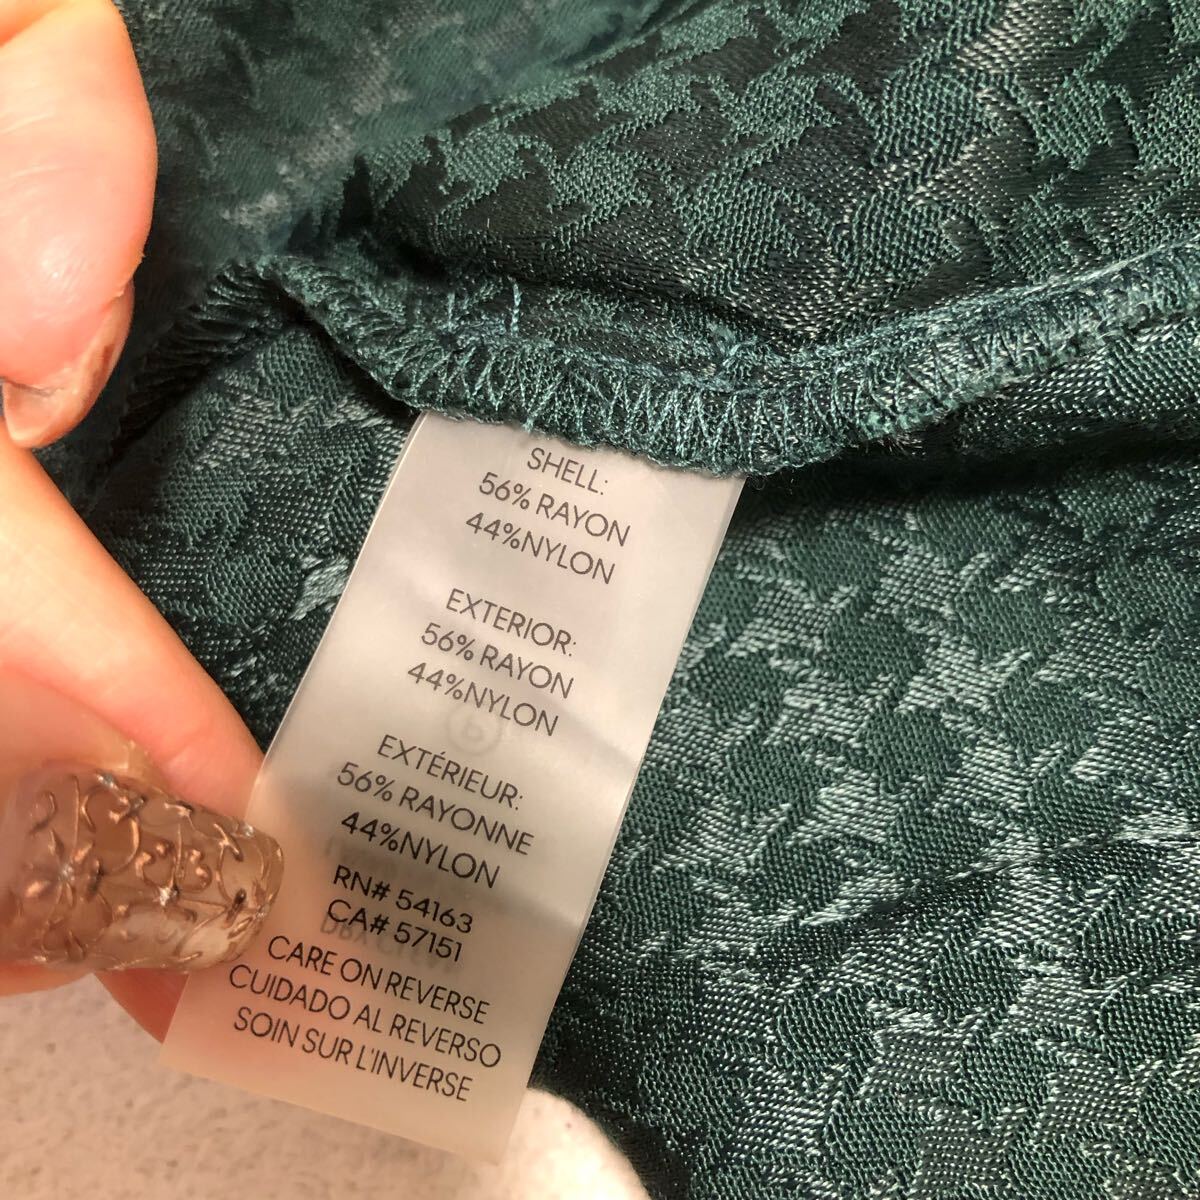 SHELL:
56% RAYON
44%NYLON
EXTERIOR:
56% RAYON
44%NYLON
EXTÉRIEUR:
56% RAYONNE
44%NYLON
RN# 54163
CA# 57151
CARE ON REVERSE
CUIDADO AL REVERSO
SOIN SUR L'INVERSE